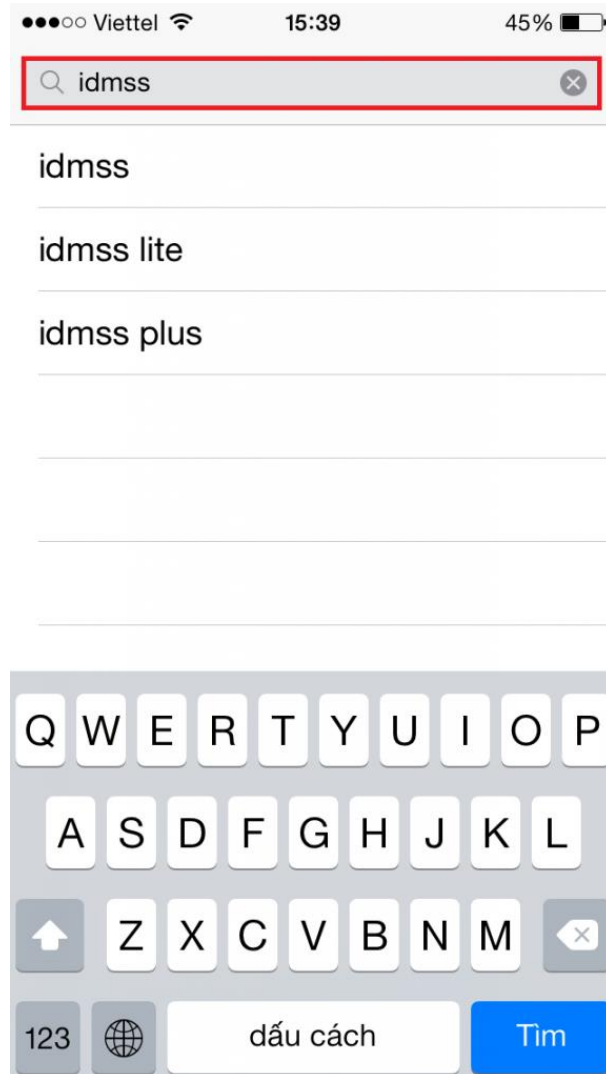 Viettel 15:39 45%
idmss
idmss
idmss lite
idmss plus
Q W E R T Y U I O P
A S D F G H J K L
Z X C V B N M
123 dấu cách Tìm